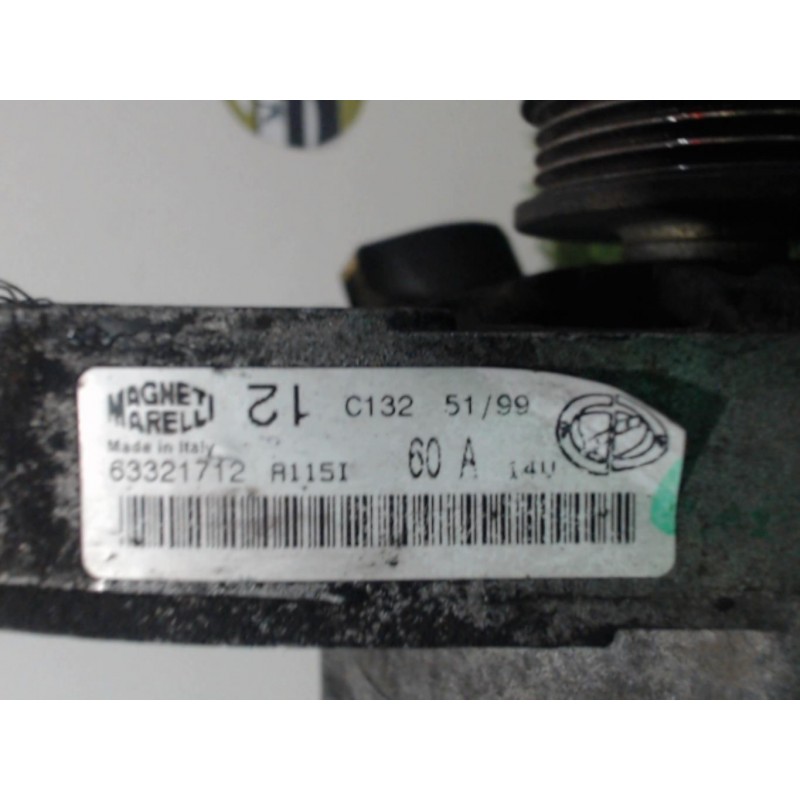 MAGNETI MARELLI 12 C132 51/99
Made in Italy
63321712 A115I 60 A 14V